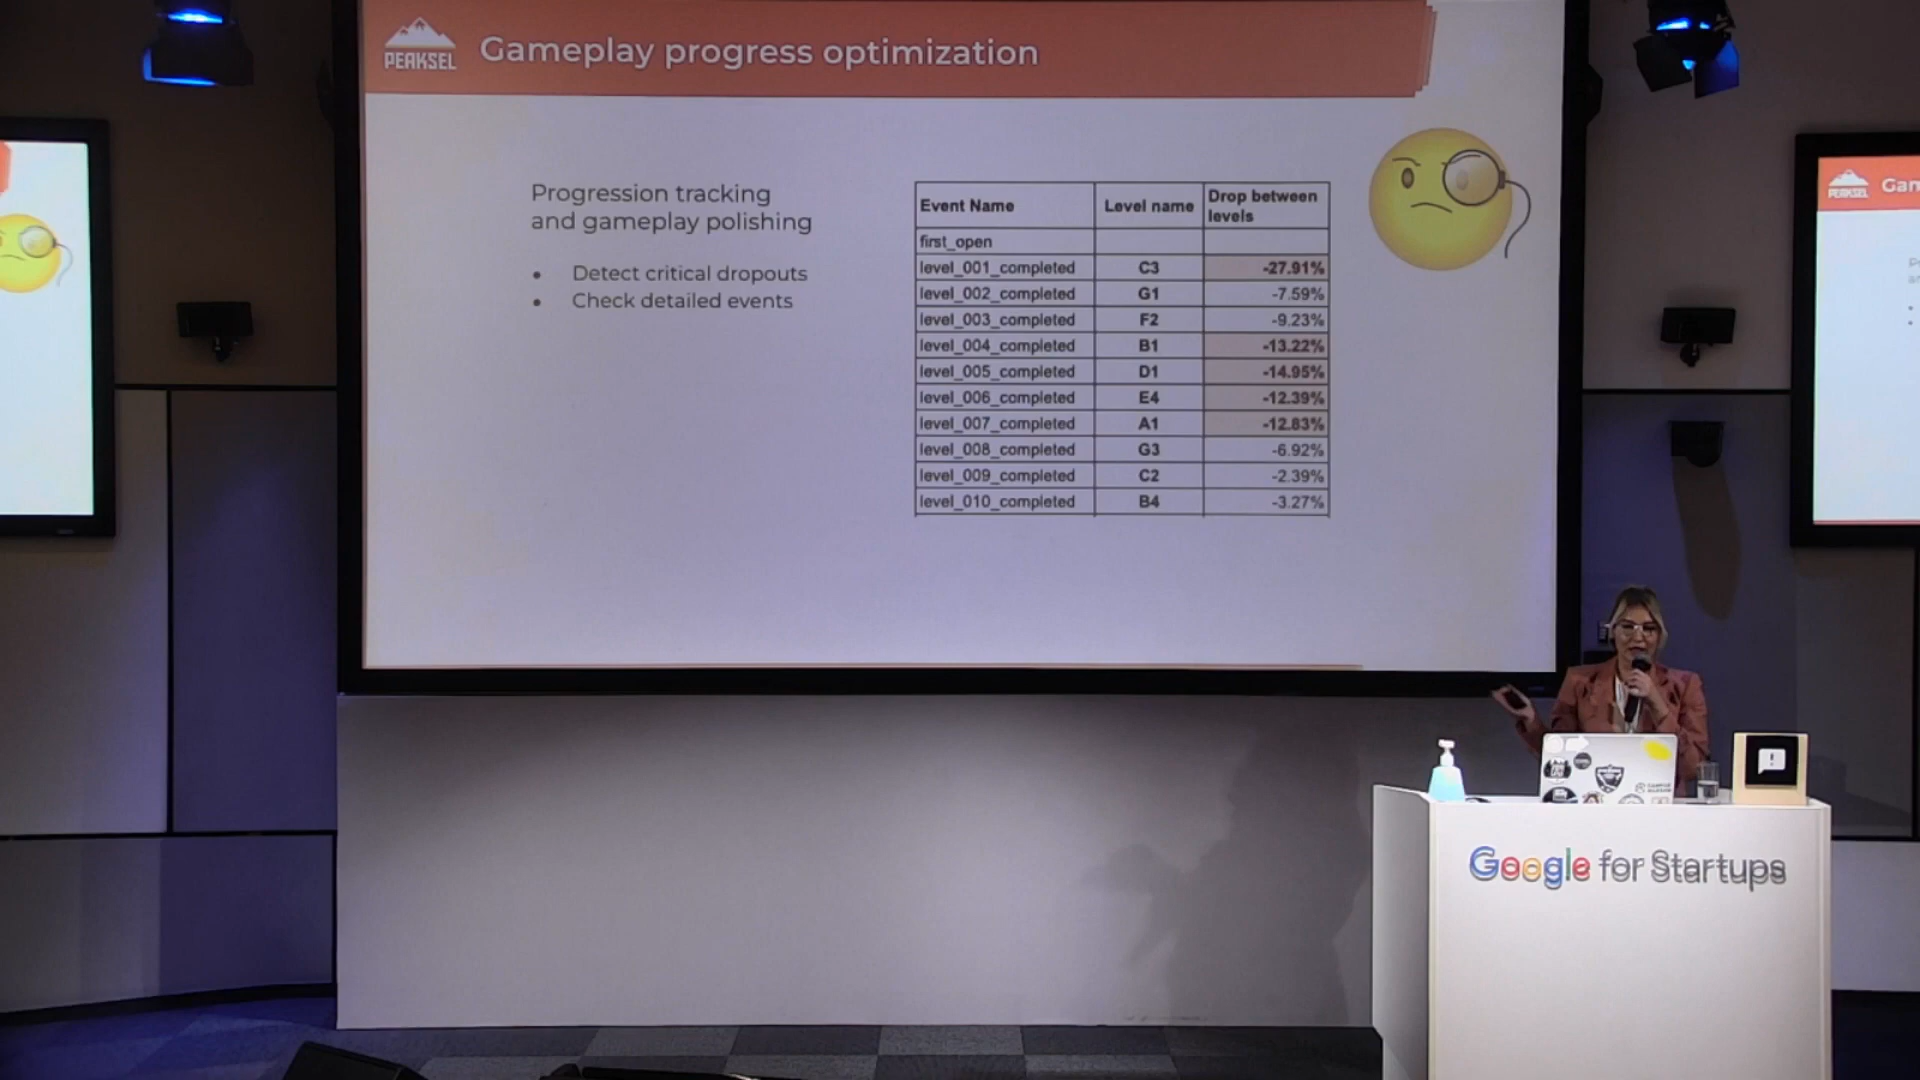 PEAKSEL
Gameplay progress optimization
Progression tracking
and gameplay polishing
• Detect critical dropouts
• Check detailed events
Event Name Level name Drop between levels
first_open
level_001_completed C3 -27.91%
level_002_completed G1 -7.59%
level_003_completed F2 -9.23%
level_004_completed B1 -13.22%
level_005_completed D1 -14.95%
level_006_completed E4 -12.39%
level_007_completed A1 -12.83%
level_008_completed G3 -6.92%
level_009_completed C2 -2.39%
level_010_completed B4 -3.27%
PEAKSEL Gam
Google for Startups